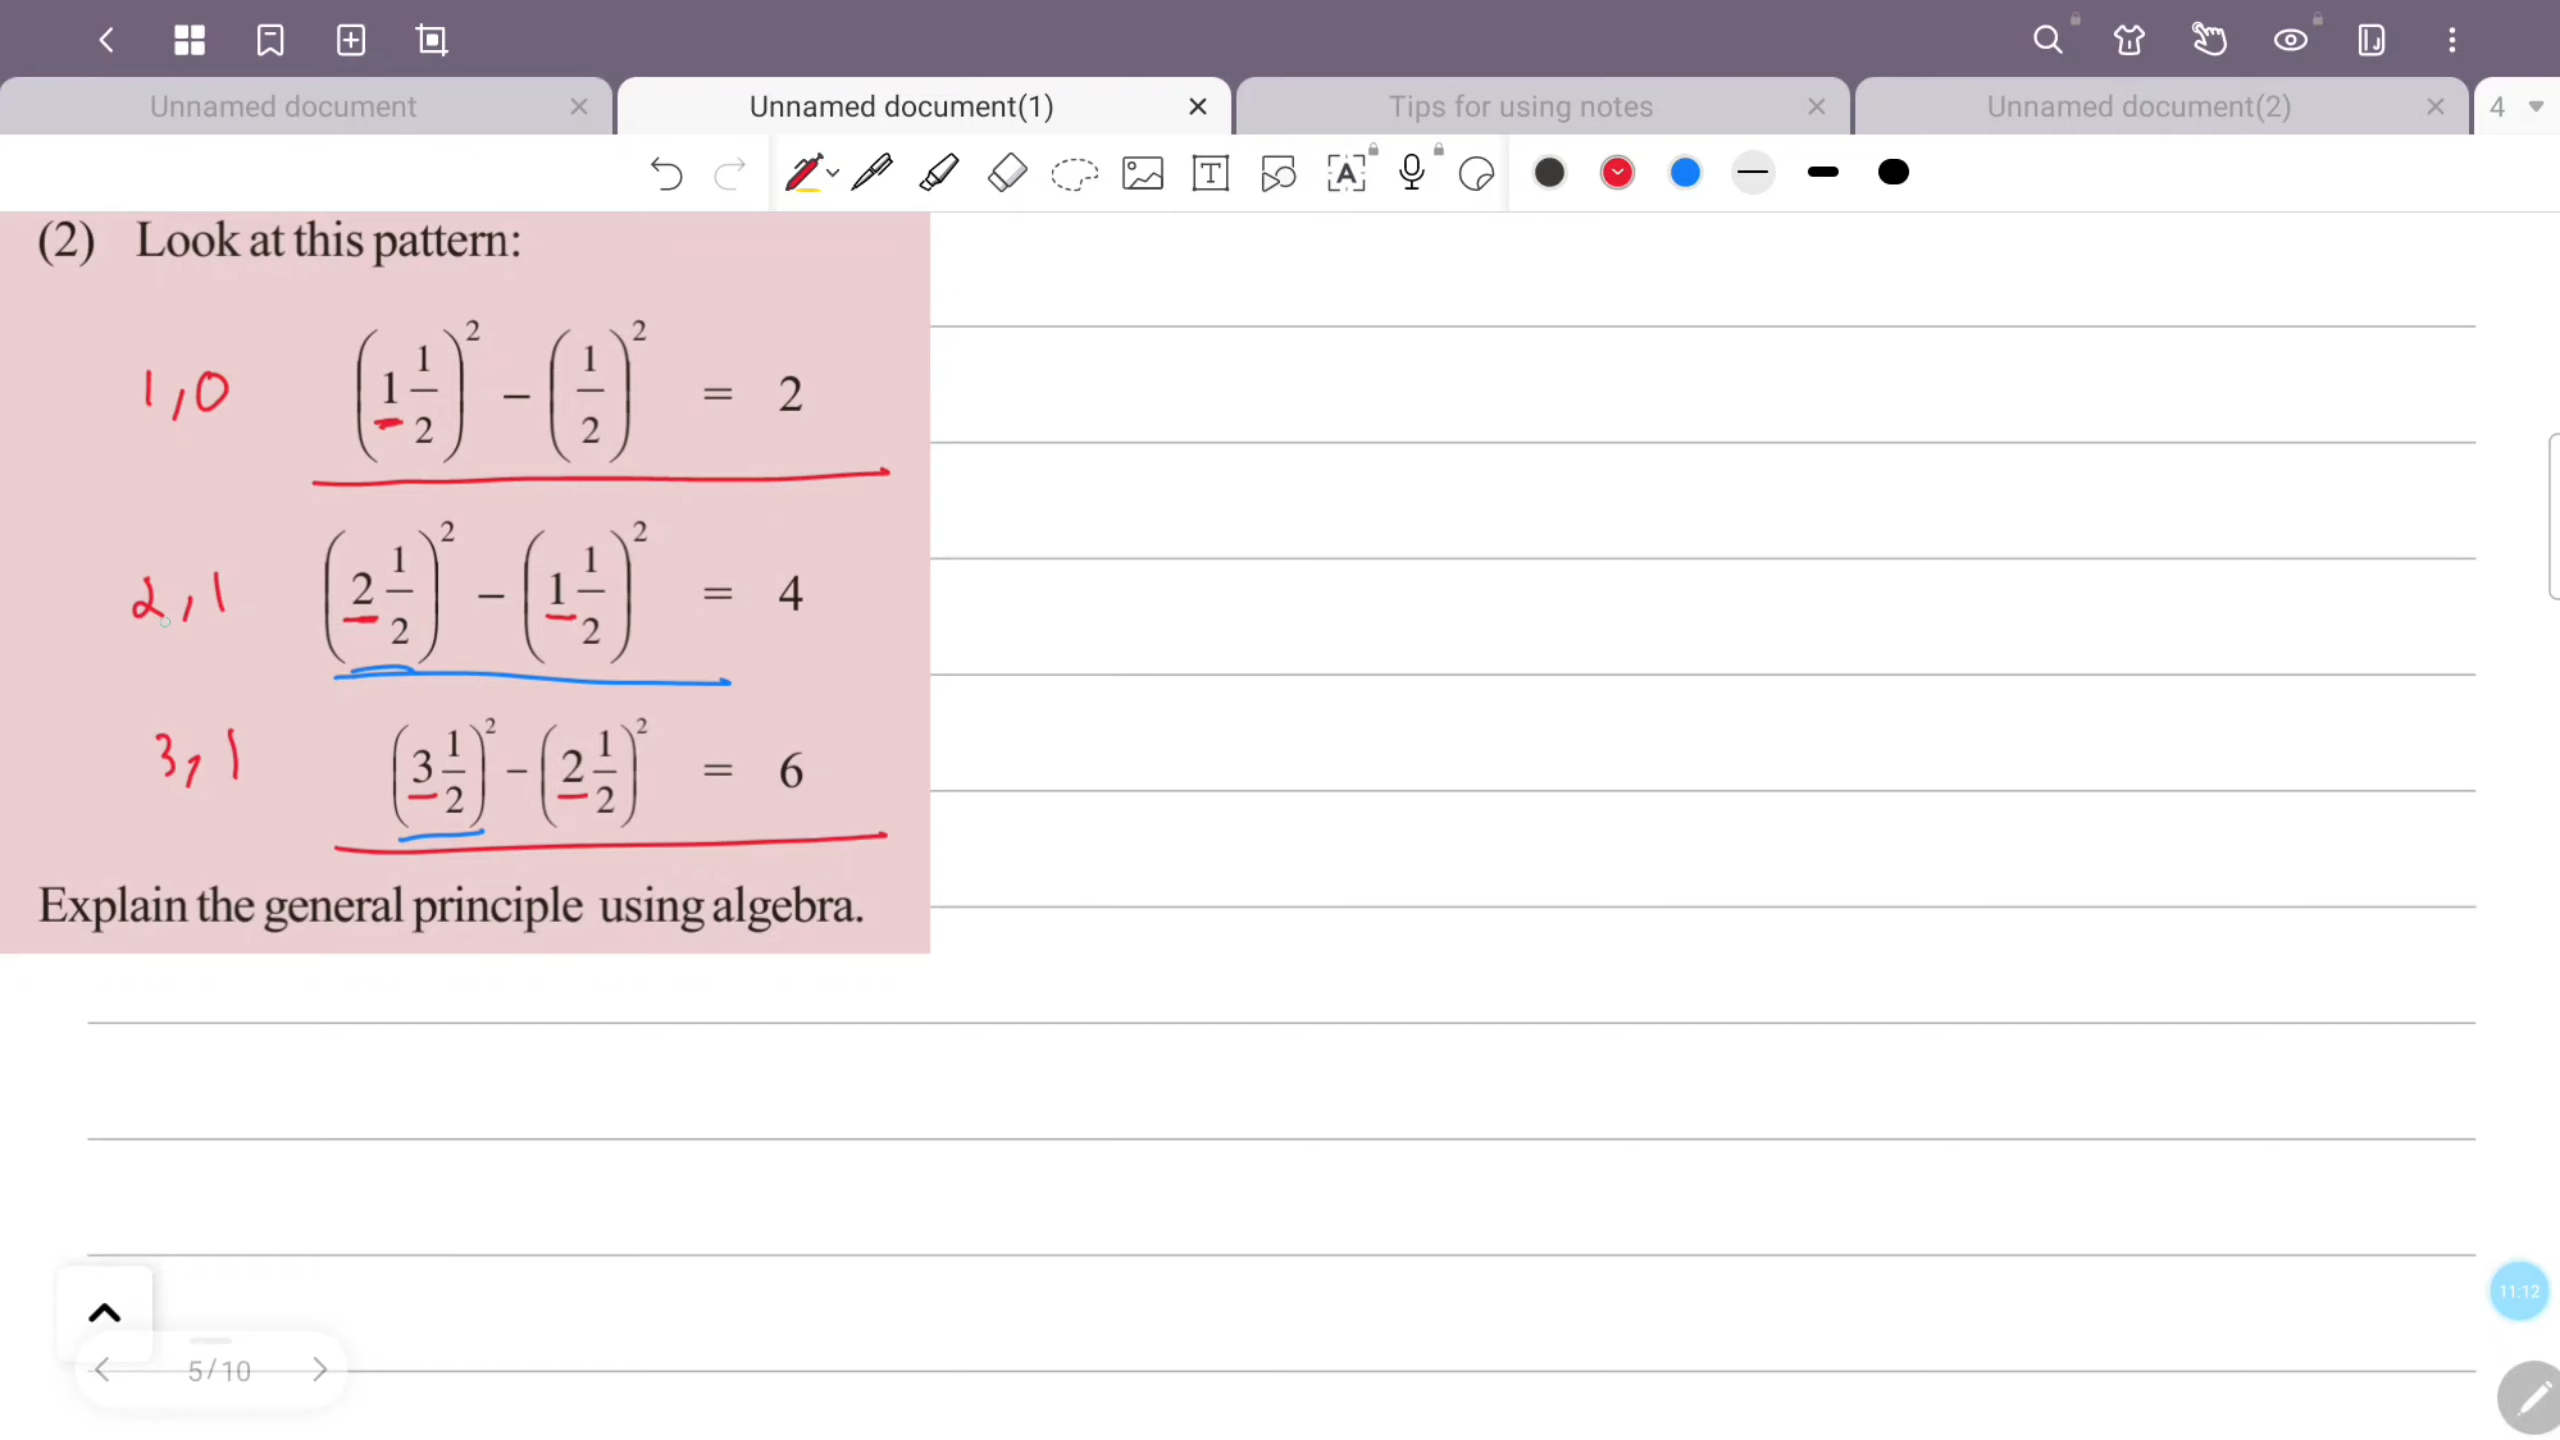 Unnamed document
Unnamed document(1)
Tips for using notes
Unnamed document(2)
4
(2) Look at this pattern:
1,0 (1 1/2)² − (1/2)² = 2
2,1 (2 1/2)² − (1 1/2)² = 4
3,1 (3 1/2)² − (2 1/2)² = 6
Explain the general principle using algebra.
11:12
5/10